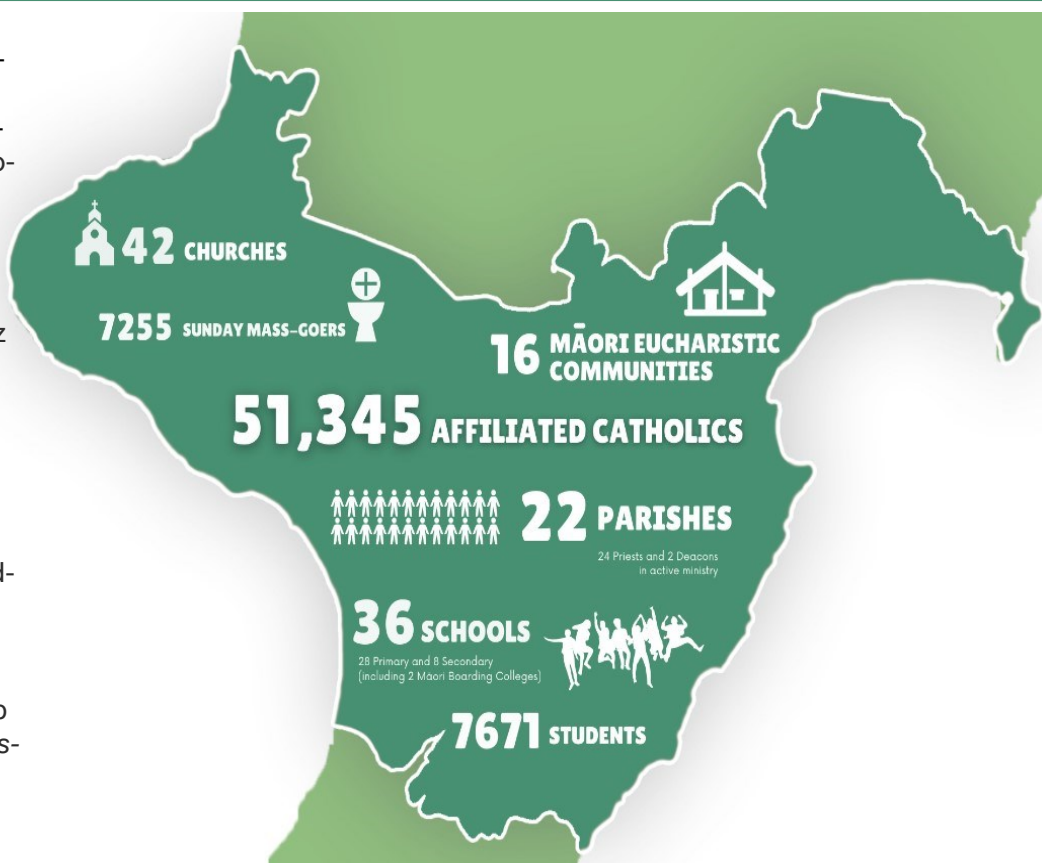 -
-
o-
z
d-
o
s-
42 CHURCHES
7255 SUNDAY MASS-GOERS
16 MĀORI EUCHARISTIC
COMMUNITIES
51,345 AFFILIATED CATHOLICS
22 PARISHES
24 Priests and 2 Deacons
in active ministry
36 SCHOOLS
28 Primary and 8 Secondary
(including 2 Māori Boarding Colleges)
7671 STUDENTS